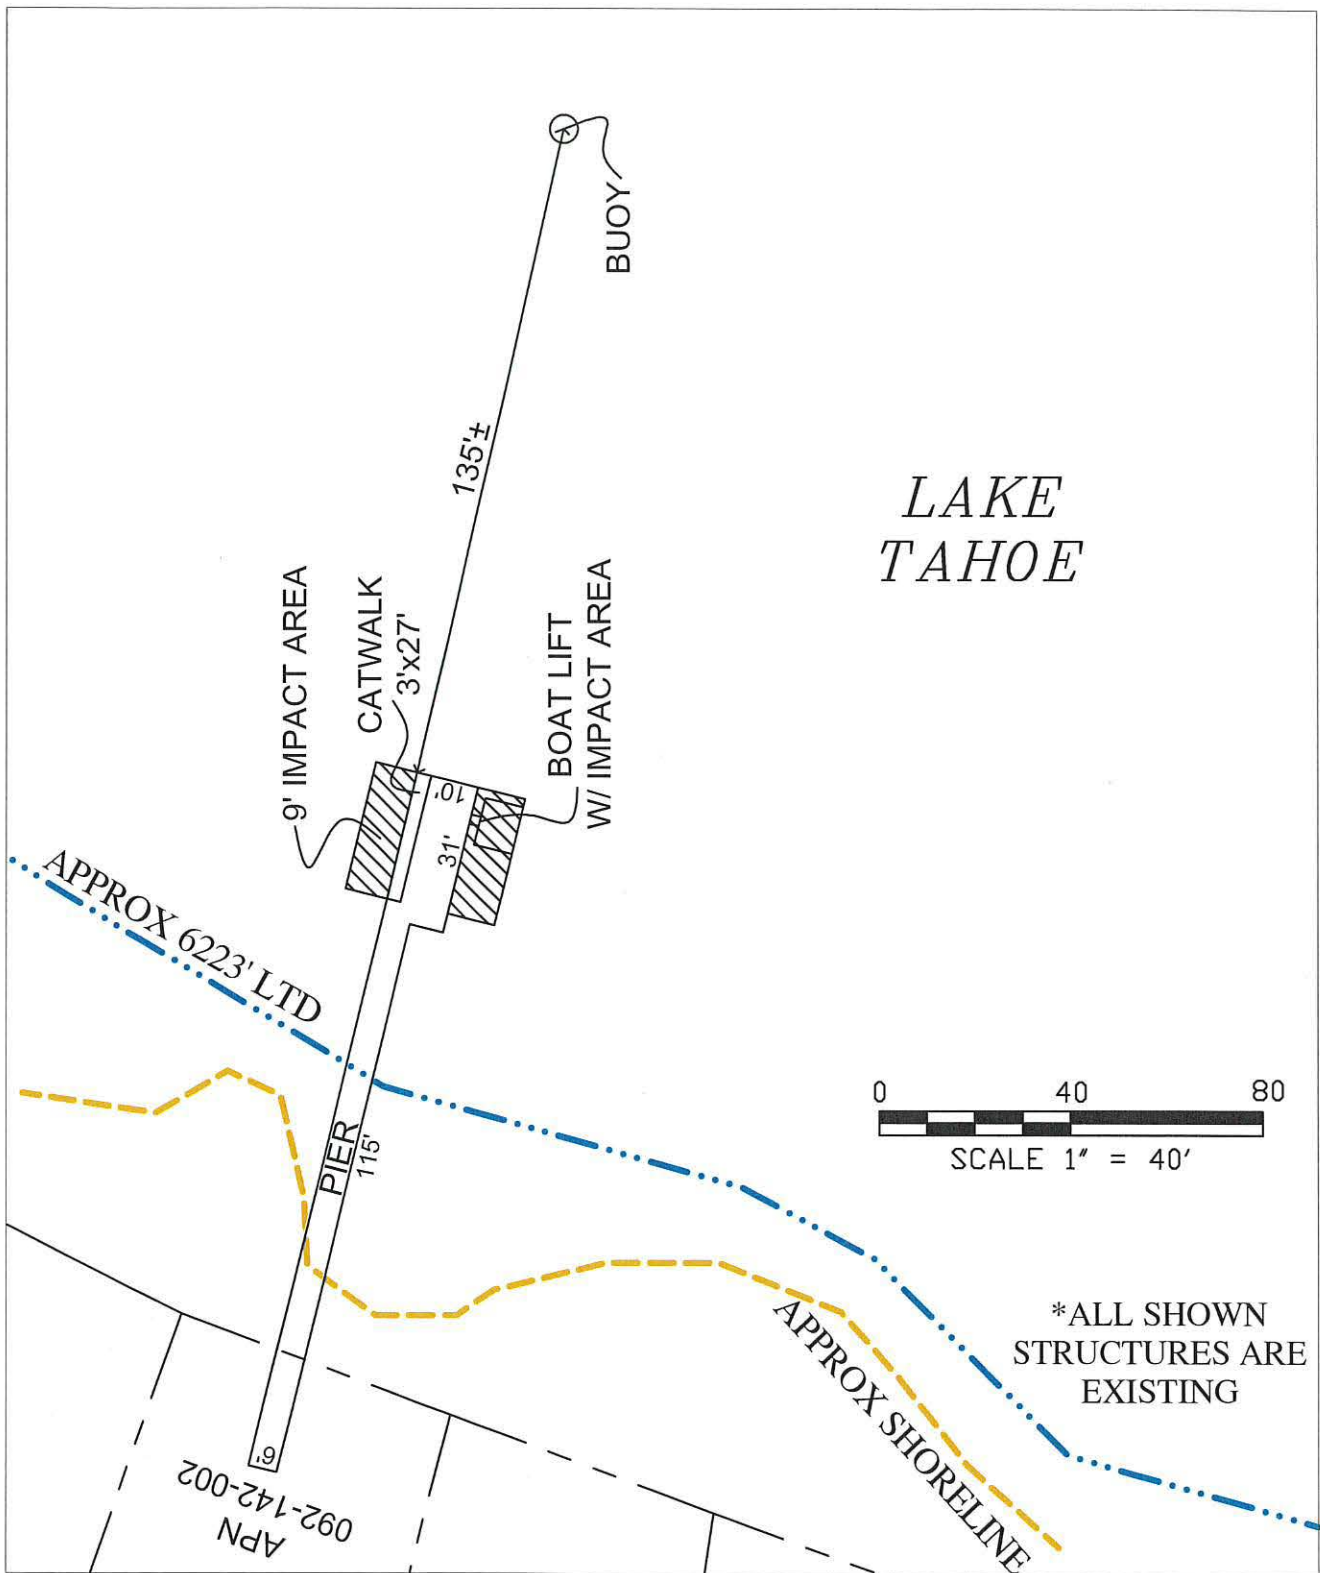 BUOY
135'±
LAKE
TAHOE
9' IMPACT AREA
CATWALK
3'x27'
BOAT LIFT
W/ IMPACT AREA
10'
31'
APPROX 6223' LTD
PIER
115'
0 40 80
SCALE 1" = 40'
*ALL SHOWN
STRUCTURES ARE
EXISTING
APPROX SHORELINE
6'
APN
092-142-002